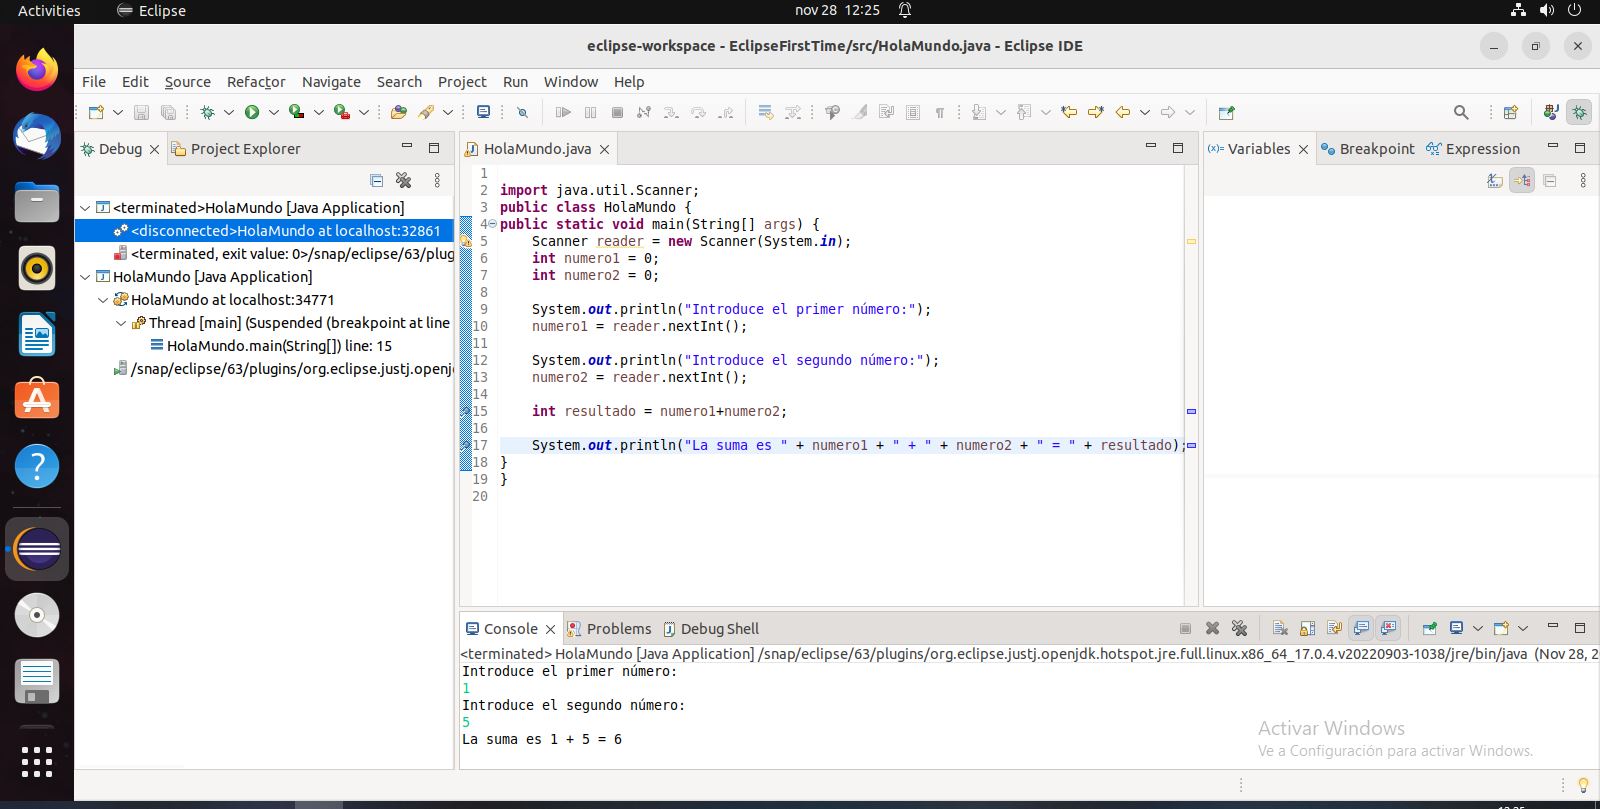 Activities Eclipse nov 28 12:25
eclipse-workspace - EclipseFirstTime/src/HolaMundo.java - Eclipse IDE
File Edit Source Refactor Navigate Search Project Run Window Help
Debug Project Explorer
<terminated>HolaMundo [Java Application]
<disconnected>HolaMundo at localhost:32861
<terminated, exit value: 0>/snap/eclipse/63/plug
HolaMundo [Java Application]
HolaMundo at localhost:34771
Thread [main] (Suspended (breakpoint at line
HolaMundo.main(String[]) line: 15
/snap/eclipse/63/plugins/org.eclipse.justj.openj
HolaMundo.java
1
2 import java.util.Scanner;
3 public class HolaMundo {
4 public static void main(String[] args) {
5 Scanner reader = new Scanner(System.in);
6 int numero1 = 0;
7 int numero2 = 0;
8
9 System.out.println("Introduce el primer número:");
10 numero1 = reader.nextInt();
11
12 System.out.println("Introduce el segundo número:");
13 numero2 = reader.nextInt();
14
15 int resultado = numero1+numero2;
16
17 System.out.println("La suma es " + numero1 + " + " + numero2 + " = " + resultado);
18 }
19 }
20
(x)= Variables Breakpoint Expression
Console Problems Debug Shell
<terminated> HolaMundo [Java Application] /snap/eclipse/63/plugins/org.eclipse.justj.openjdk.hotspot.jre.full.linux.x86_64_17.0.4.v20220903-1038/jre/bin/java (Nov 28, 2
Introduce el primer número:
1
Introduce el segundo número:
5
La suma es 1 + 5 = 6
Activar Windows
Ve a Configuración para activar Windows.